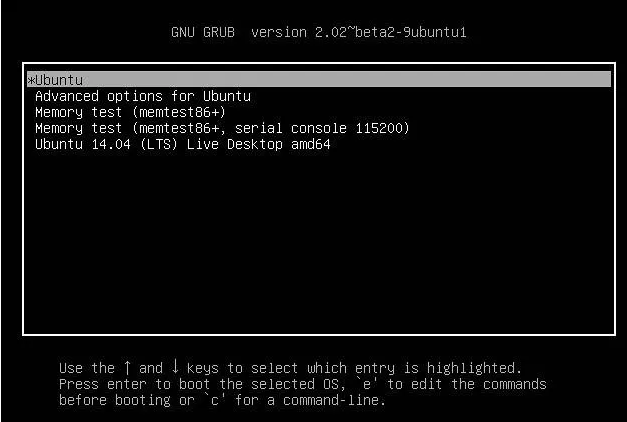 GNU GRUB  version 2.02~beta2-9ubuntu1
*Ubuntu
Advanced options for Ubuntu
Memory test (memtest86+)
Memory test (memtest86+, serial console 115200)
Ubuntu 14.04 (LTS) Live Desktop amd64
Use the ↑ and ↓ keys to select which entry is highlighted.
Press enter to boot the selected OS, `e' to edit the commands
before booting or `c' for a command-line.